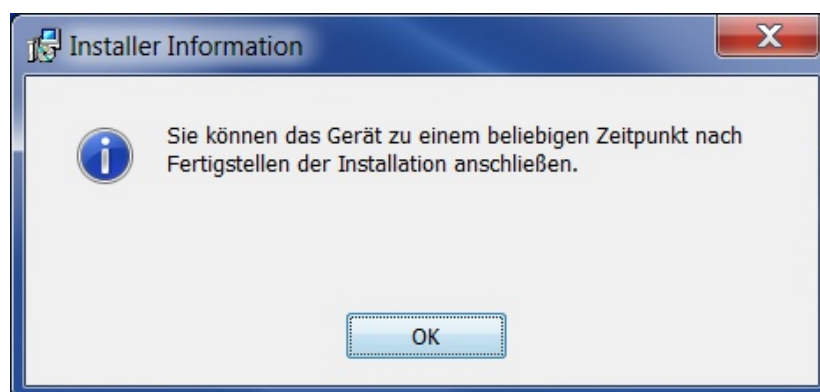 Installer Information
Sie können das Gerät zu einem beliebigen Zeitpunkt nach
Fertigstellen der Installation anschließen.
OK